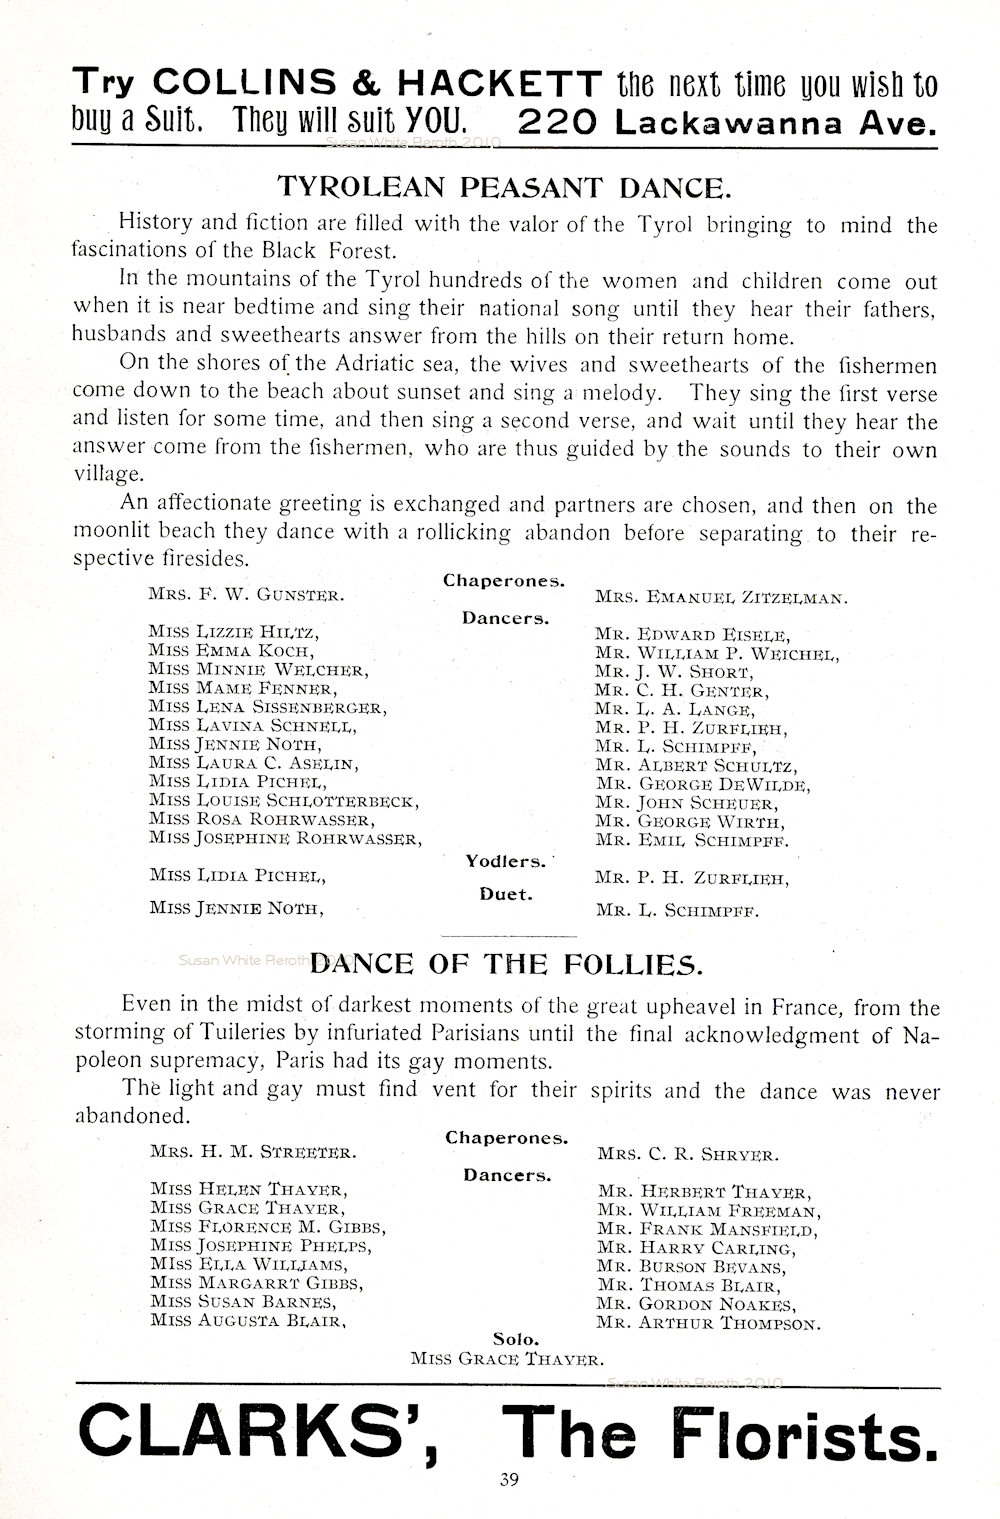 Try COLLINS & HACKETT the next time you wish to
buy a Suit. They will suit YOU. 220 Lackawanna Ave.
Susan White Pieroth 2010
TYROLEAN PEASANT DANCE.
History and fiction are filled with the valor of the Tyrol bringing to mind the
fascinations of the Black Forest.
In the mountains of the Tyrol hundreds of the women and children come out
when it is near bedtime and sing their national song until they hear their fathers,
husbands and sweethearts answer from the hills on their return home.
On the shores of the Adriatic sea, the wives and sweethearts of the fishermen
come down to the beach about sunset and sing a melody. They sing the first verse
and listen for some time, and then sing a second verse, and wait until they hear the
answer come from the fishermen, who are thus guided by the sounds to their own
village.
An affectionate greeting is exchanged and partners are chosen, and then on the
moonlit beach they dance with a rollicking abandon before separating to their re-
spective firesides.
Chaperones.
MRS. F. W. GUNSTER. MRS. EMANUEL ZITZELMAN.
Dancers.
MISS LIZZIE HILTZ, MR. EDWARD EISELE,
MISS EMMA KOCH, MR. WILLIAM P. WEICHEL,
MISS MINNIE WELCHER, MR. J. W. SHORT,
MISS MAME FENNER, MR. C. H. GENTER,
MISS LENA SISSENBERGER, MR. L. A. LANGE,
MISS LAVINA SCHNELL, MR. P. H. ZURFLIEH,
MISS JENNIE NOTH, MR. L. SCHIMPFF,
MISS LAURA C. ASELIN, MR. ALBERT SCHULTZ,
MISS LIDIA PICHEL, MR. GEORGE DEWILDE,
MISS LOUISE SCHLOTTERBECK, MR. JOHN SCHEUER,
MISS ROSA ROHRWASSER, MR. GEORGE WIRTH,
MISS JOSEPHINE ROHRWASSER, MR. EMIL SCHIMPFF.
Yodlers.
MISS LIDIA PICHEL, MR. P. H. ZURFLIEH,
Duet.
MISS JENNIE NOTH, MR. L. SCHIMPFF.
Susan White Pieroth 2010
DANCE OF THE FOLLIES.
Even in the midst of darkest moments of the great upheavel in France, from the
storming of Tuileries by infuriated Parisians until the final acknowledgment of Na-
poleon supremacy, Paris had its gay moments.
The light and gay must find vent for their spirits and the dance was never
abandoned.
Chaperones.
MRS. H. M. STREETER. MRS. C. R. SHRYER.
Dancers.
MISS HELEN THAYER, MR. HERBERT THAYER,
MISS GRACE THAYER, MR. WILLIAM FREEMAN,
MISS FLORENCE M. GIBBS, MR. FRANK MANSFIELD,
MISS JOSEPHINE PHELPS, MR. HARRY CARLING,
MIss ELLA WILLIAMS, MR. BURSON BEVANS,
MISS MARGARRT GIBBS, MR. THOMAS BLAIR,
MISS SUSAN BARNES, MR. GORDON NOAKES,
MISS AUGUSTA BLAIR, MR. ARTHUR THOMPSON.
Solo.
MISS GRACE THAYER.
Susan White Pieroth 2010
CLARKS', The Florists.
39